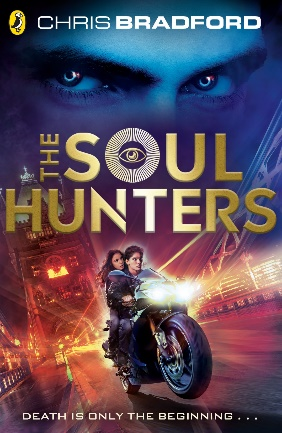 CHRIS BRADFORD
THE SOUL
HUNTERS
DEATH IS ONLY THE BEGINNING . . .